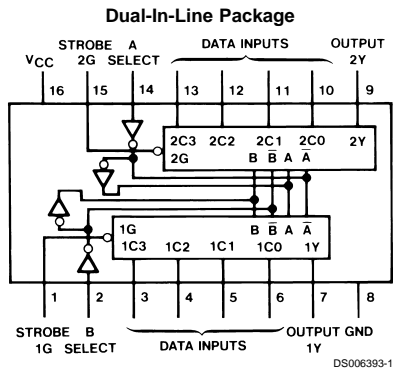 Dual-In-Line Package
STROBE A DATA INPUTS OUTPUT
VCC 2G SELECT 2Y
16 15 14 13 12 11 10 9
2C3 2C2 2C1 2C0 2Y
2G B B̅ A A̅
1G B B̅ A A̅
1C3 1C2 1C1 1C0 1Y
1 2 3 4 5 6 7 8
STROBE B DATA INPUTS OUTPUT GND
1G SELECT 1Y
DS006393-1